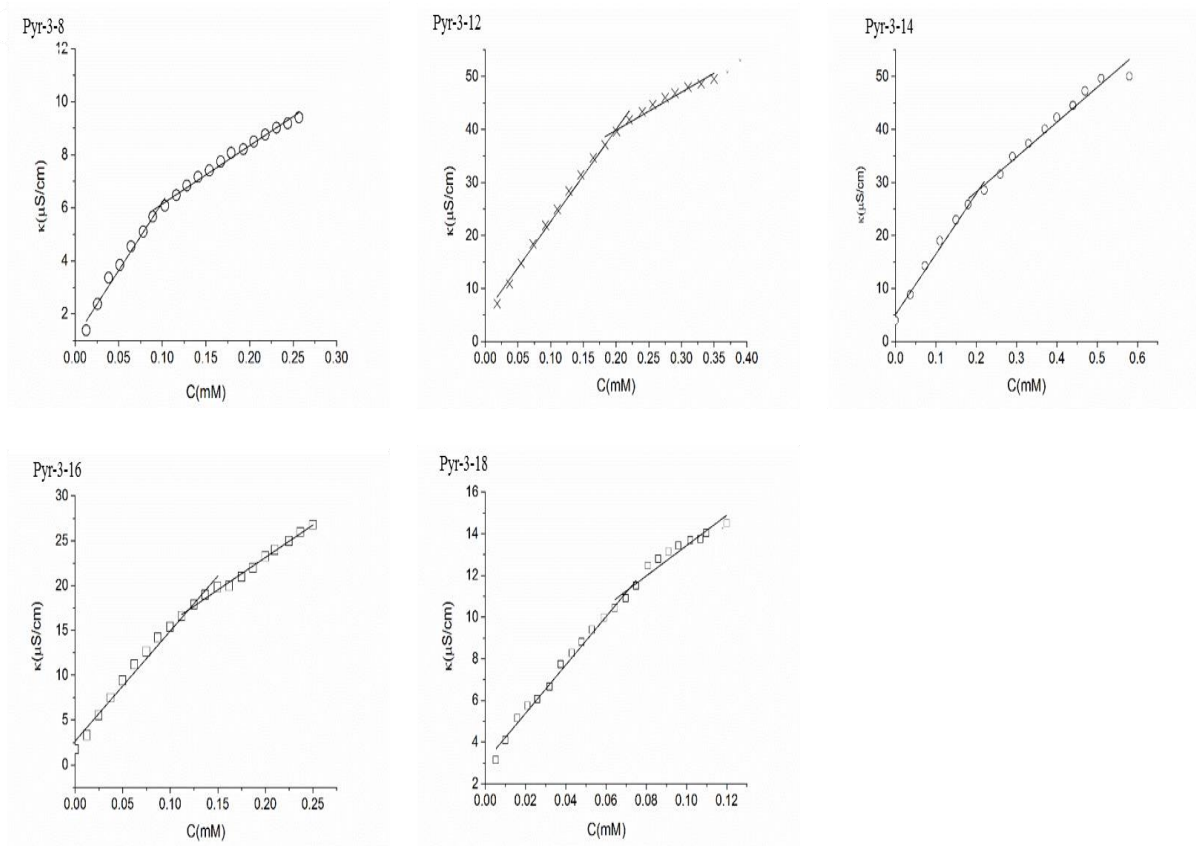 Pyr-3-8
12
10
8
6
4
2
κ(μS/cm)
0.00 0.05 0.10 0.15 0.20 0.25 0.30
C(mM)
Pyr-3-12
50
40
30
20
10
0
κ(μS/cm)
0.00 0.05 0.10 0.15 0.20 0.25 0.30 0.35 0.40
C(mM)
Pyr-3-14
50
40
30
20
10
0
κ(μS/cm)
0.0 0.1 0.2 0.3 0.4 0.5 0.6
C(mM)
Pyr-3-16
30
25
20
15
10
5
0
κ(μS/cm)
0.00 0.05 0.10 0.15 0.20 0.25
C(mM)
Pyr-3-18
16
14
12
10
8
6
4
2
κ(μS/cm)
0.00 0.02 0.04 0.06 0.08 0.10 0.12
C(mM)